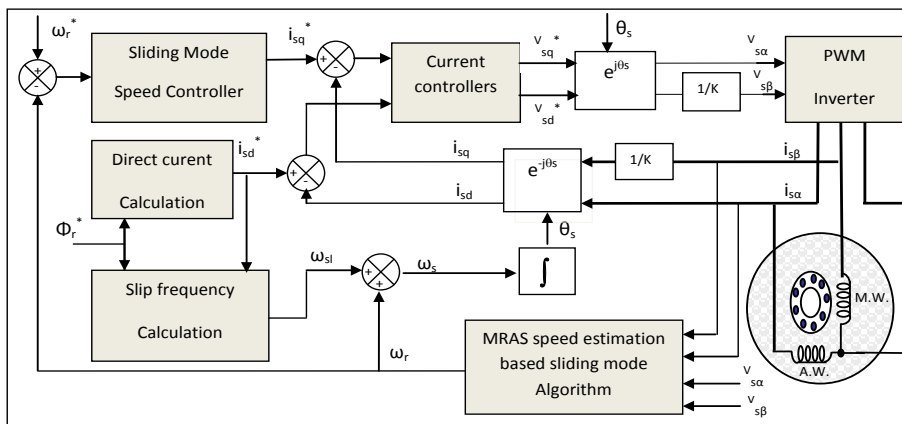 ωr*
+
-
Sliding Mode
Speed Controller
isq*
+
-
Current
controllers
vsq*
vsd*
θs
e^jθs
1/K
vsα
vsβ
PWM
Inverter
Direct curent
Calculation
isd*
+
-
isq
isd
e^-jθs
1/K
isβ
isα
Φr*
Slip frequency
Calculation
ωsl
+
+
ωs
∫
θs
ωr
MRAS speed estimation
based sliding mode
Algorithm
vsα
vsβ
M.W.
A.W.